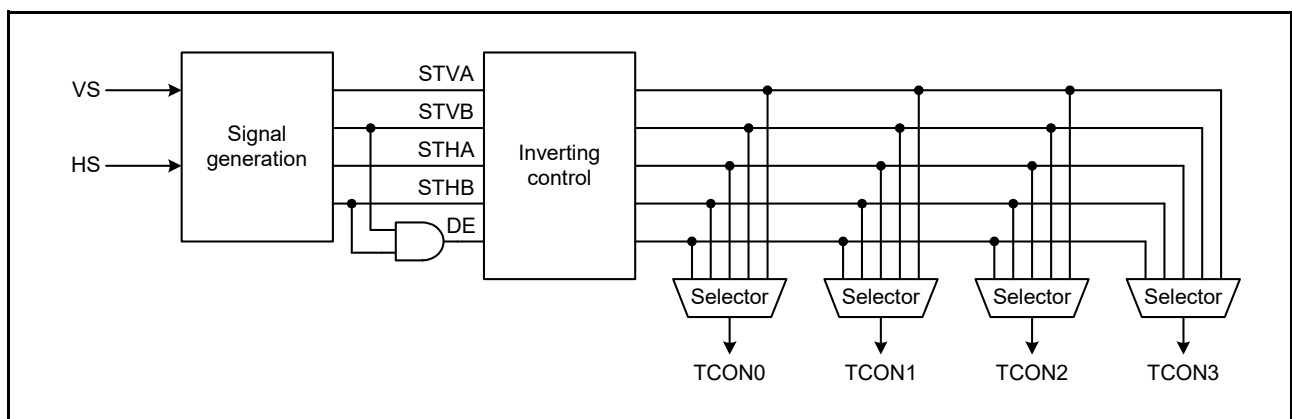 VS
HS
Signal
generation
STVA
STVB
STHA
STHB
DE
Inverting
control
Selector
Selector
Selector
Selector
TCON0
TCON1
TCON2
TCON3